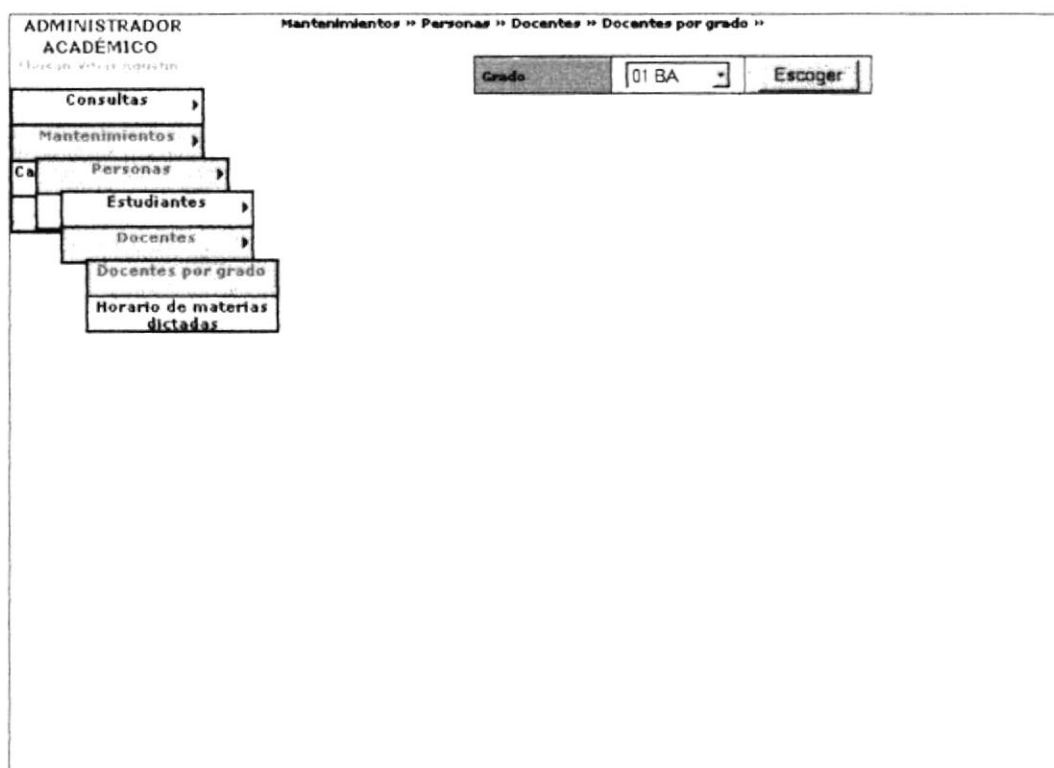 ADMINISTRADOR
ACADÉMICO
Mantenimientos » Personas » Docentes » Docentes por grado »
Grado 01 BA Escoger
Consultas
Mantenimientos
Ca Personas
Estudiantes
Docentes
Docentes por grado
Horario de materias
dictadas